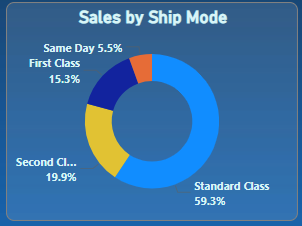 Sales by Ship Mode
Same Day 5.5%
First Class
15.3%
Second Cl...
19.9%
Standard Class
59.3%